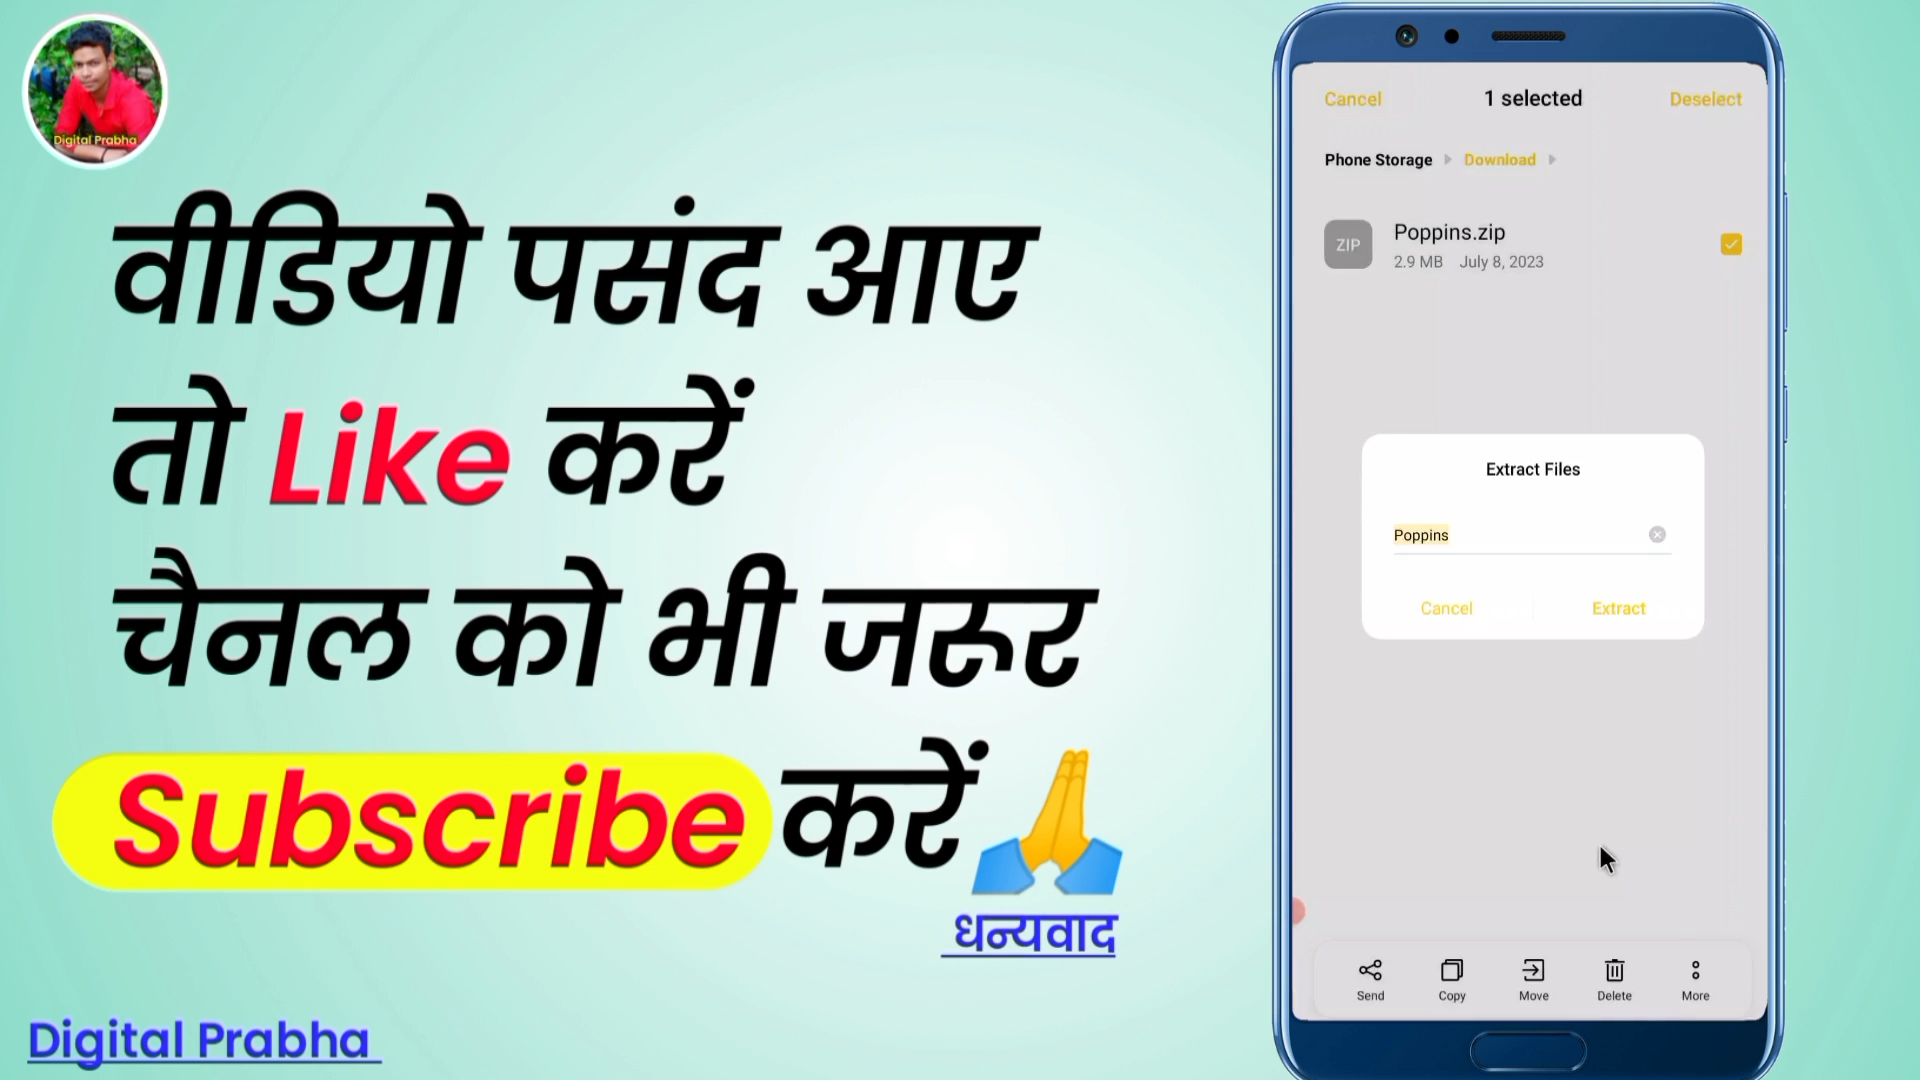 Digital Prabha
वीडियो पसंद आए
तो Like करें
चैनल को भी जरूर
Subscribe करें
धन्यवाद
Digital Prabha
Cancel 1 selected Deselect
Phone Storage Download
ZIP Poppins.zip
2.9 MB July 8, 2023
Extract Files
Poppins
Cancel Extract
Send Copy Move Delete More